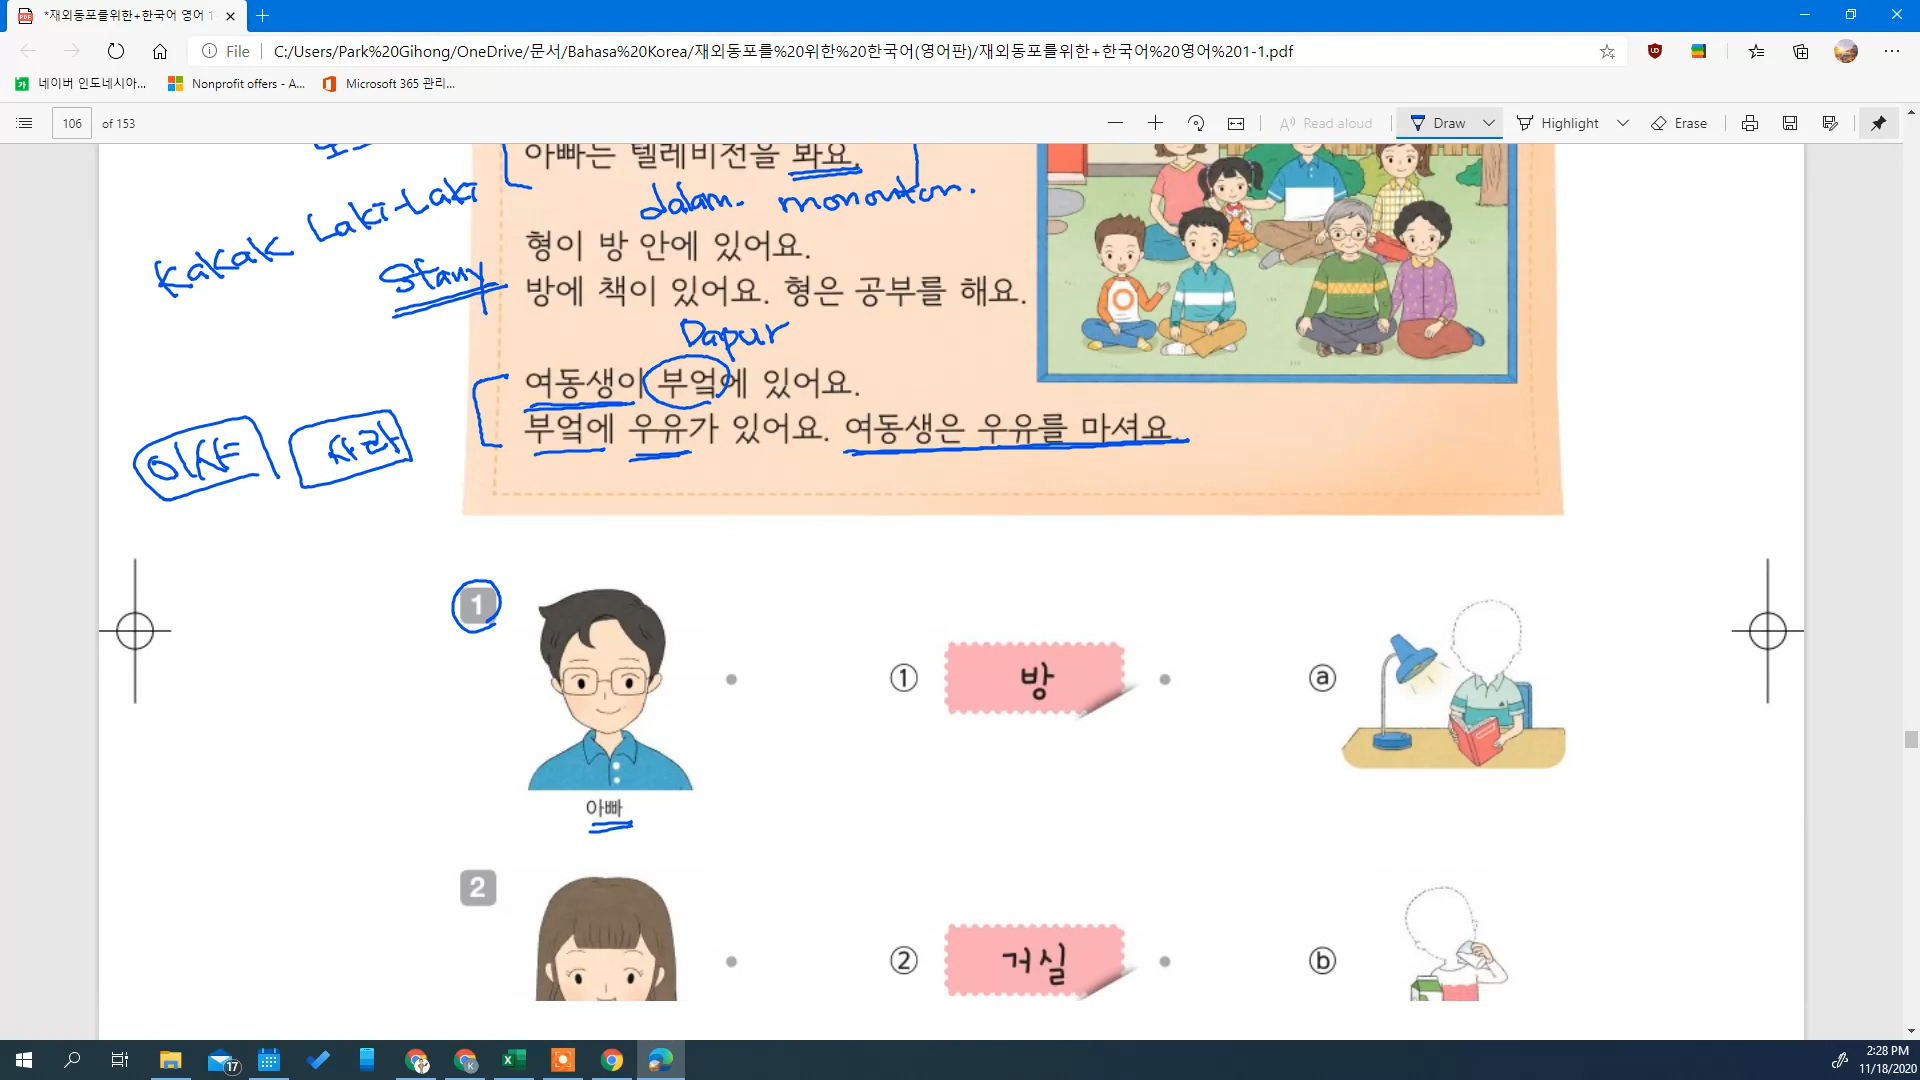 *재외동포를위한+한국어 영어 1
File
C:/Users/Park%20Gihong/OneDrive/문서/Bahasa%20Korea/재외동포를%20위한%20한국어(영어판)/재외동포를위한+한국어%20영어%201-1.pdf
네이버 인도네시아... Nonprofit offers - A... Microsoft 365 관리...
106 of 153 Read aloud Draw Highlight Erase
아빠는 텔레비전을 봐요.
dalam. menonton.
Kakak Laki-Laki
형이 방 안에 있어요.
Stany
방에 책이 있어요. 형은 공부를 해요.
Dapur
여동생이 부엌에 있어요.
부엌에 우유가 있어요. 여동생은 우유를 마셔요.
이사 사라
1
① 방 ⓐ
아빠
2
② 거실 ⓑ
17
2:28 PM
11/18/2020